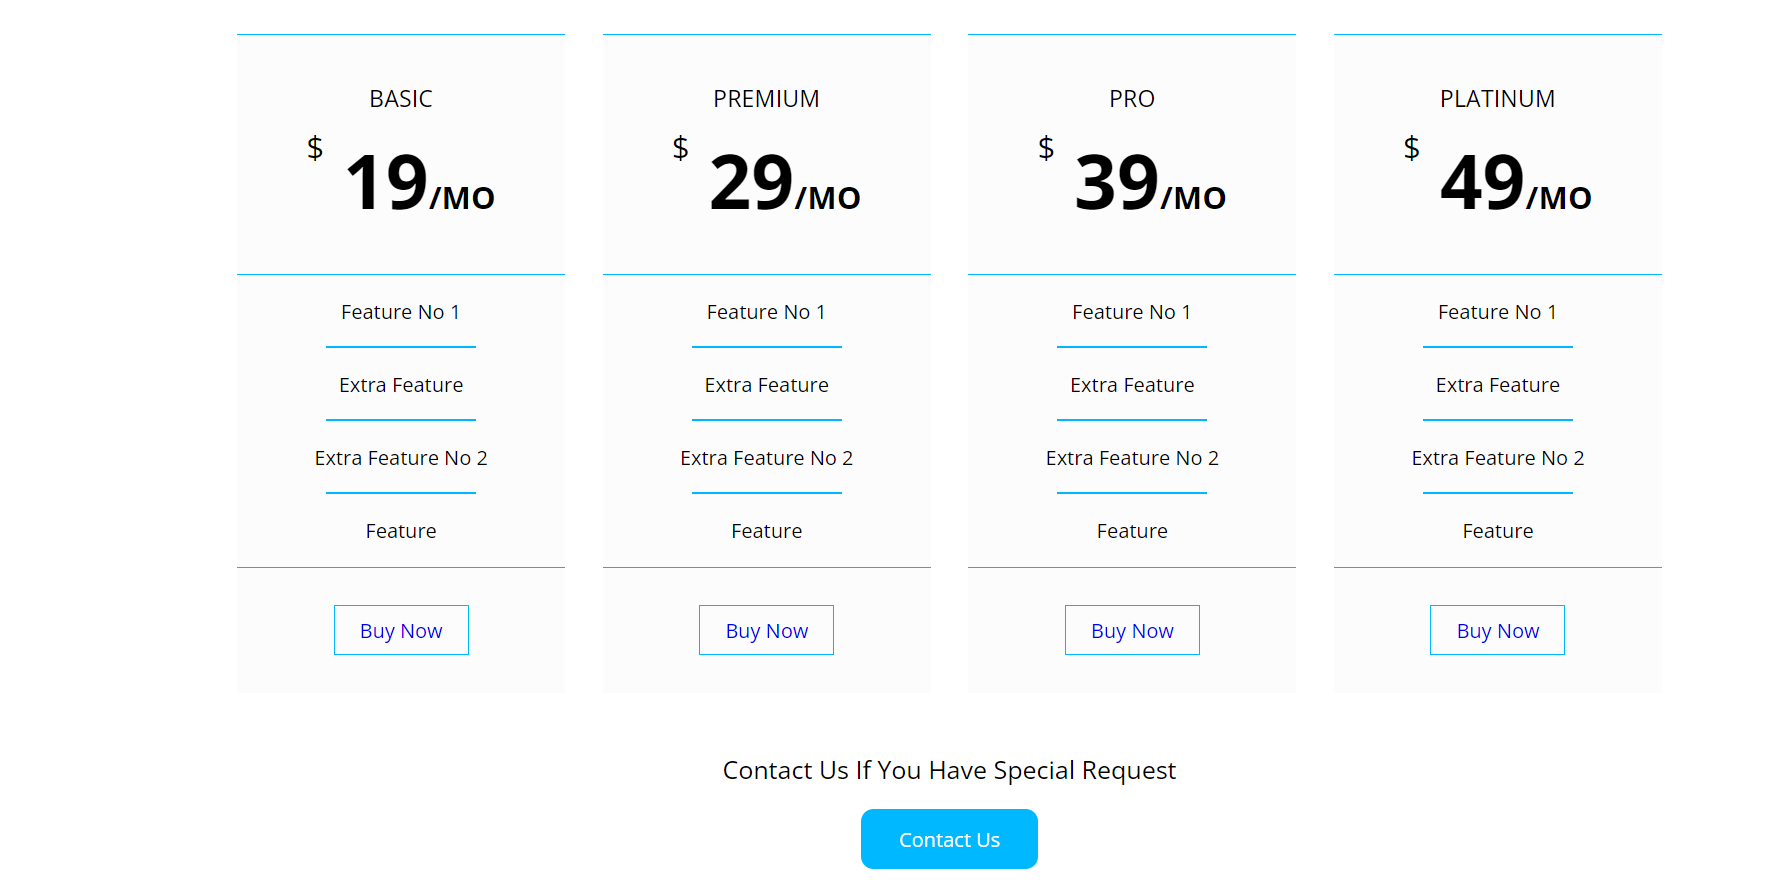 BASIC
$ 19/MO
Feature No 1
Extra Feature
Extra Feature No 2
Feature
Buy Now
PREMIUM
$ 29/MO
Feature No 1
Extra Feature
Extra Feature No 2
Feature
Buy Now
PRO
$ 39/MO
Feature No 1
Extra Feature
Extra Feature No 2
Feature
Buy Now
PLATINUM
$ 49/MO
Feature No 1
Extra Feature
Extra Feature No 2
Feature
Buy Now
Contact Us If You Have Special Request
Contact Us